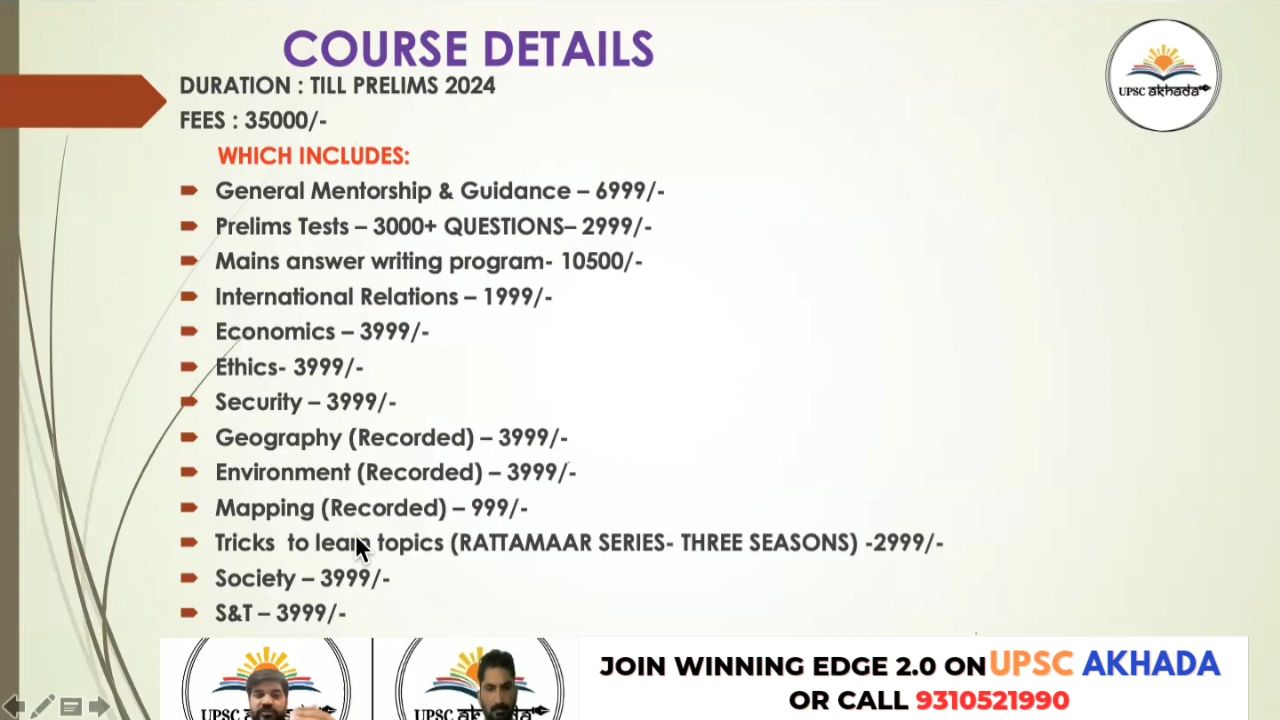 COURSE DETAILS
DURATION : TILL PRELIMS 2024
FEES : 35000/-
WHICH INCLUDES:
General Mentorship & Guidance – 6999/-
Prelims Tests – 3000+ QUESTIONS– 2999/-
Mains answer writing program- 10500/-
International Relations – 1999/-
Economics – 3999/-
Ethics- 3999/-
Security – 3999/-
Geography (Recorded) – 3999/-
Environment (Recorded) – 3999/-
Mapping (Recorded) – 999/-
Tricks to learn topics (RATTAMAAR SERIES- THREE SEASONS) -2999/-
Society – 3999/-
S&T – 3999/-
UPSC akhada
JOIN WINNING EDGE 2.0 ON UPSC AKHADA
OR CALL 9310521990
UPSC
UPSC